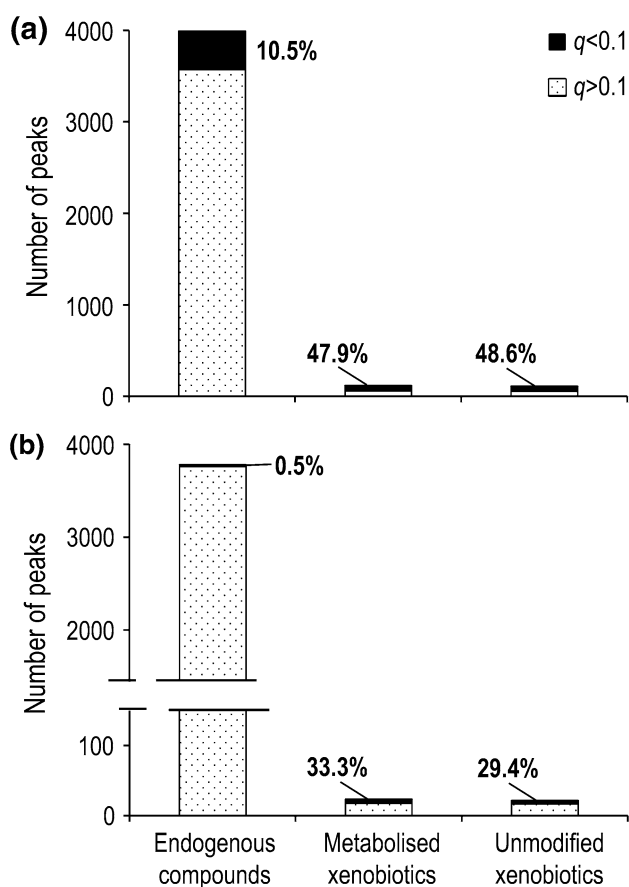 (a)
4000
3000
2000
1000
0
Number of peaks
10.5%
47.9%
48.6%
q<0.1
q>0.1
(b)
4000
3000
2000
100
0
Number of peaks
0.5%
33.3%
29.4%
Endogenous
compounds
Metabolised
xenobiotics
Unmodified
xenobiotics